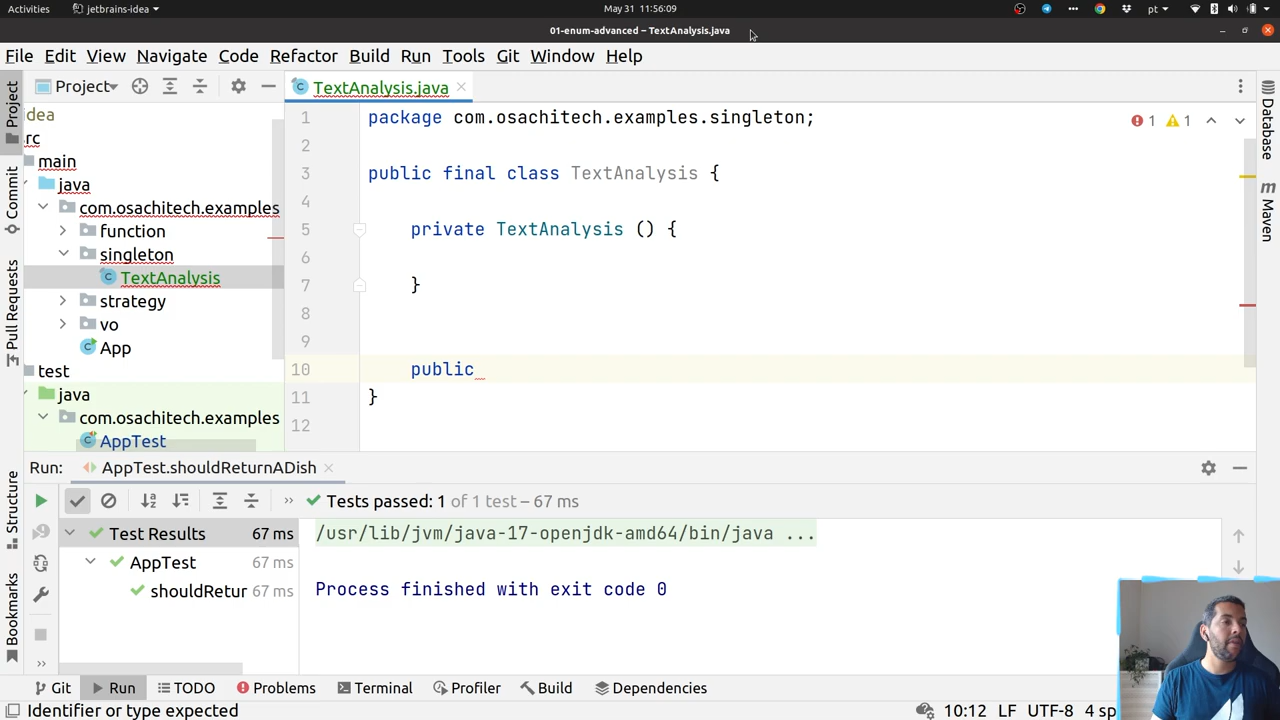 Activities
jetbrains-idea
May 31 11:56:09
pt
01-enum-advanced – TextAnalysis.java
File Edit View Navigate Code Refactor Build Run Tools Git Window Help
Project
TextAnalysis.java
Project
Commit
Pull Requests
Structure
Bookmarks
dea
rc
main
java
com.osachitech.examples
function
singleton
TextAnalysis
strategy
vo
App
test
java
com.osachitech.examples
AppTest
1 package com.osachitech.examples.singleton;
2
3 public final class TextAnalysis {
4
5 private TextAnalysis () {
6
7 }
8
9
10 public
11 }
12
1 1
Database
Maven
Run: AppTest.shouldReturnADish
Tests passed: 1 of 1 test – 67 ms
Test Results 67 ms
AppTest 67 ms
shouldRetur 67 ms
/usr/lib/jvm/java-17-openjdk-amd64/bin/java ...
Process finished with exit code 0
Git Run TODO Problems Terminal Profiler Build Dependencies
Identifier or type expected
10:12 LF UTF-8 4 sp